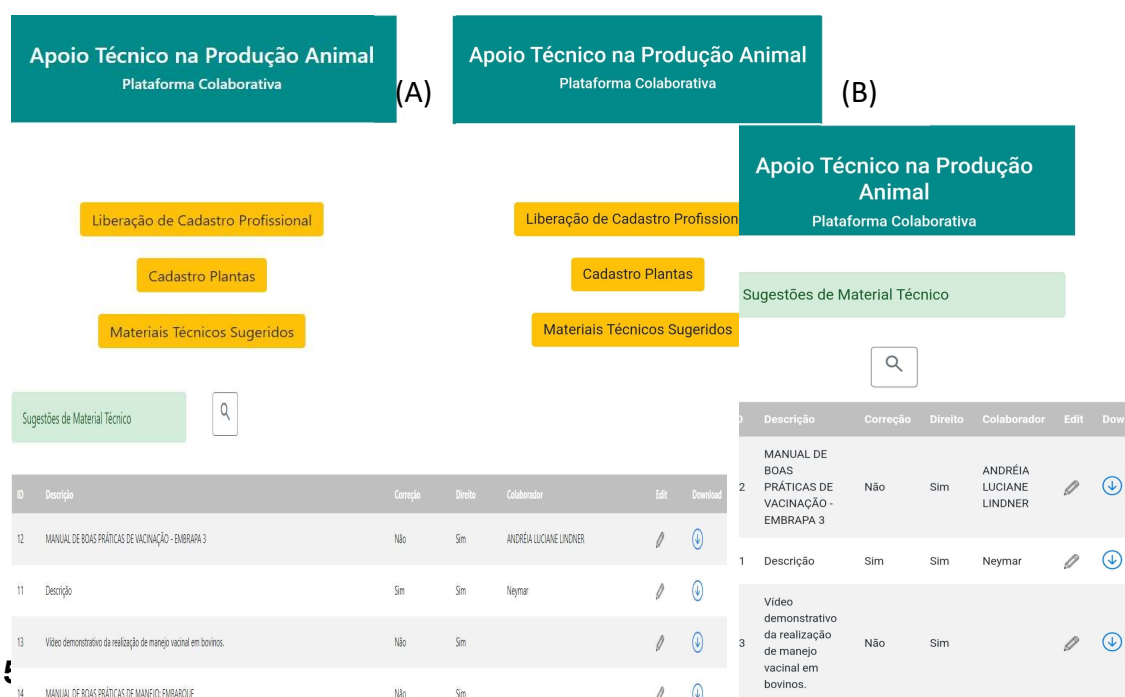 Apoio Técnico na Produção Animal
Plataforma Colaborativa
(A)
Liberação de Cadastro Profissional
Cadastro Plantas
Materiais Técnicos Sugeridos
Sugestões de Material Técnico
ID Descrição Correção Direito Colaborador Edit Download
12 MANUAL DE BOAS PRÁTICAS DE VACINAÇÃO - EMBRAPA 3 Não Sim ANDRÉIA LUCIANE LINDNER
11 Descrição Sim Sim Neymar
13 Vídeo demonstrativo da realização de manejo vacinal em bovinos. Não Sim
14 MANUAL DE BOAS PRÁTICAS DE MANEJO: EMBARQUE Não Sim
5
Apoio Técnico na Produção Animal
Plataforma Colaborativa
(B)
Liberação de Cadastro Profission
Cadastro Plantas
Materiais Técnicos Sugeridos
Apoio Técnico na Produção
Animal
Plataforma Colaborativa
Sugestões de Material Técnico
Descrição Correção Direito Colaborador Edit Dow
MANUAL DE
BOAS
PRÁTICAS DE
VACINAÇÃO -
EMBRAPA 3
2 Não Sim
ANDRÉIA
LUCIANE
LINDNER
1 Descrição Sim Sim Neymar
Vídeo
demonstrativo
da realização
de manejo
vacinal em
bovinos.
3 Não Sim